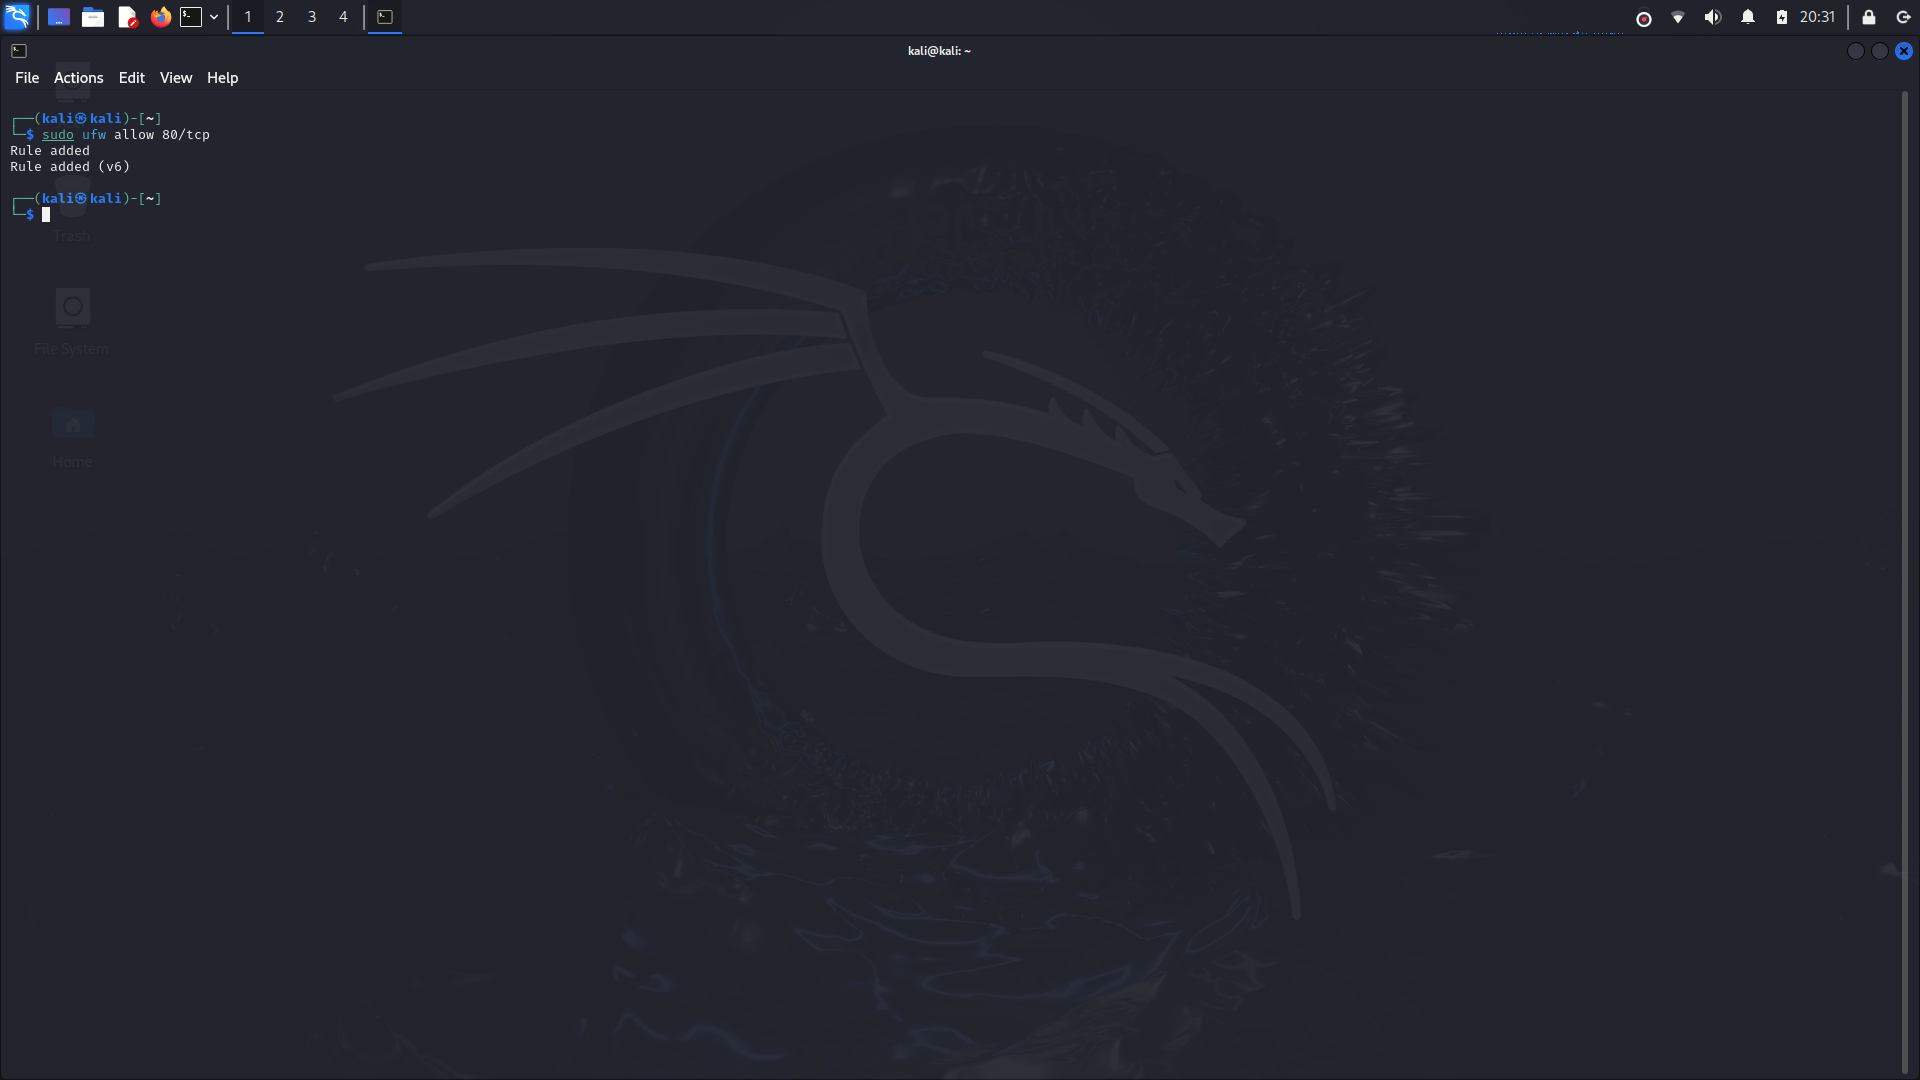 1 2 3 4 20:31
kali@kali: ~
File Actions Edit View Help
┌──(kali㉿kali)-[~]
└─$ sudo ufw allow 80/tcp
Rule added
Rule added (v6)
┌──(kali㉿kali)-[~]
└─$
Trash
File System
Home